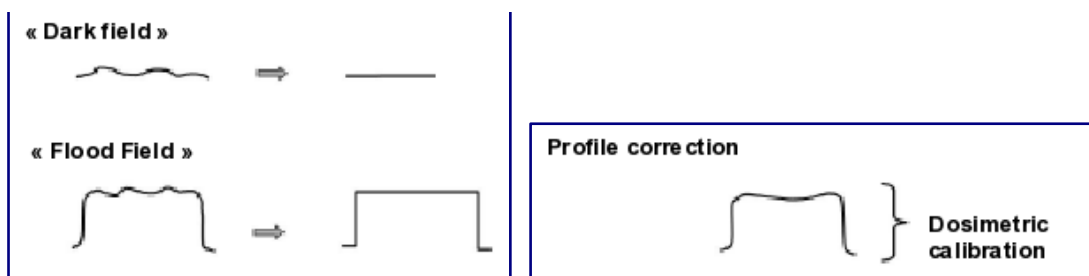 « Dark field »
« Flood Field »
Profile correction
Dosimetric
calibration